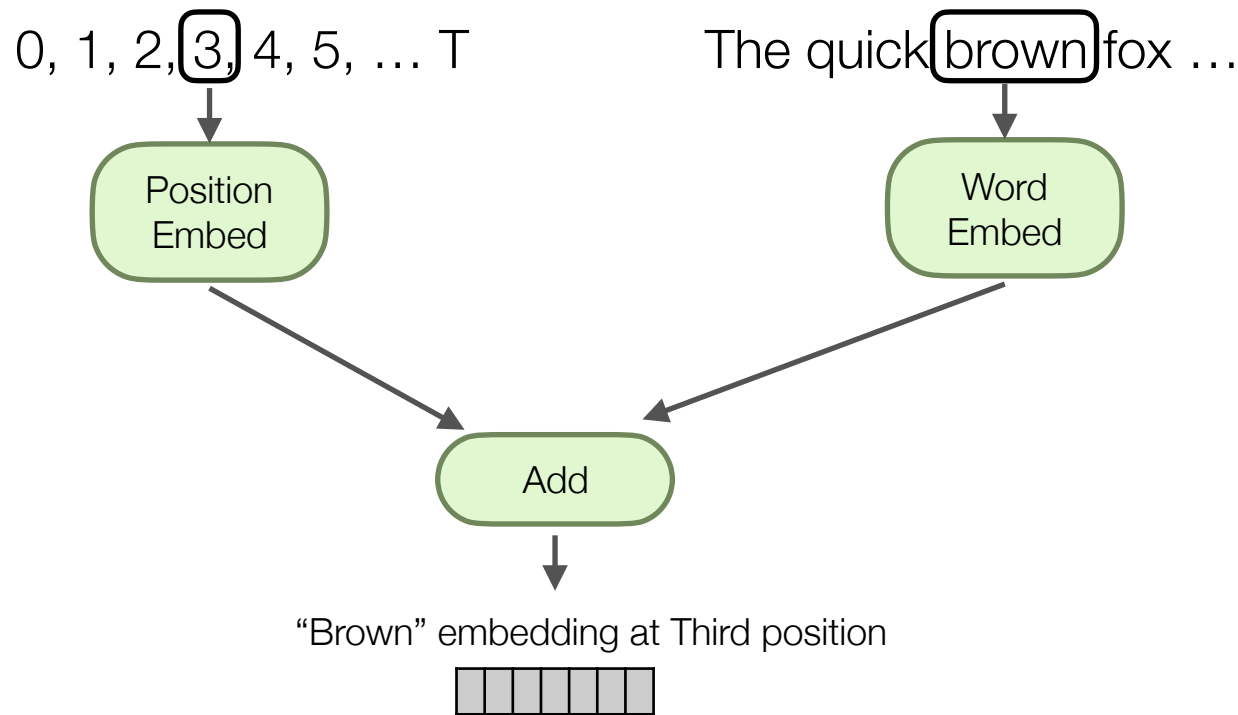 0, 1, 2, 3, 4, 5, … T
The quick brown fox …
Position
Embed
Word
Embed
Add
“Brown” embedding at Third position